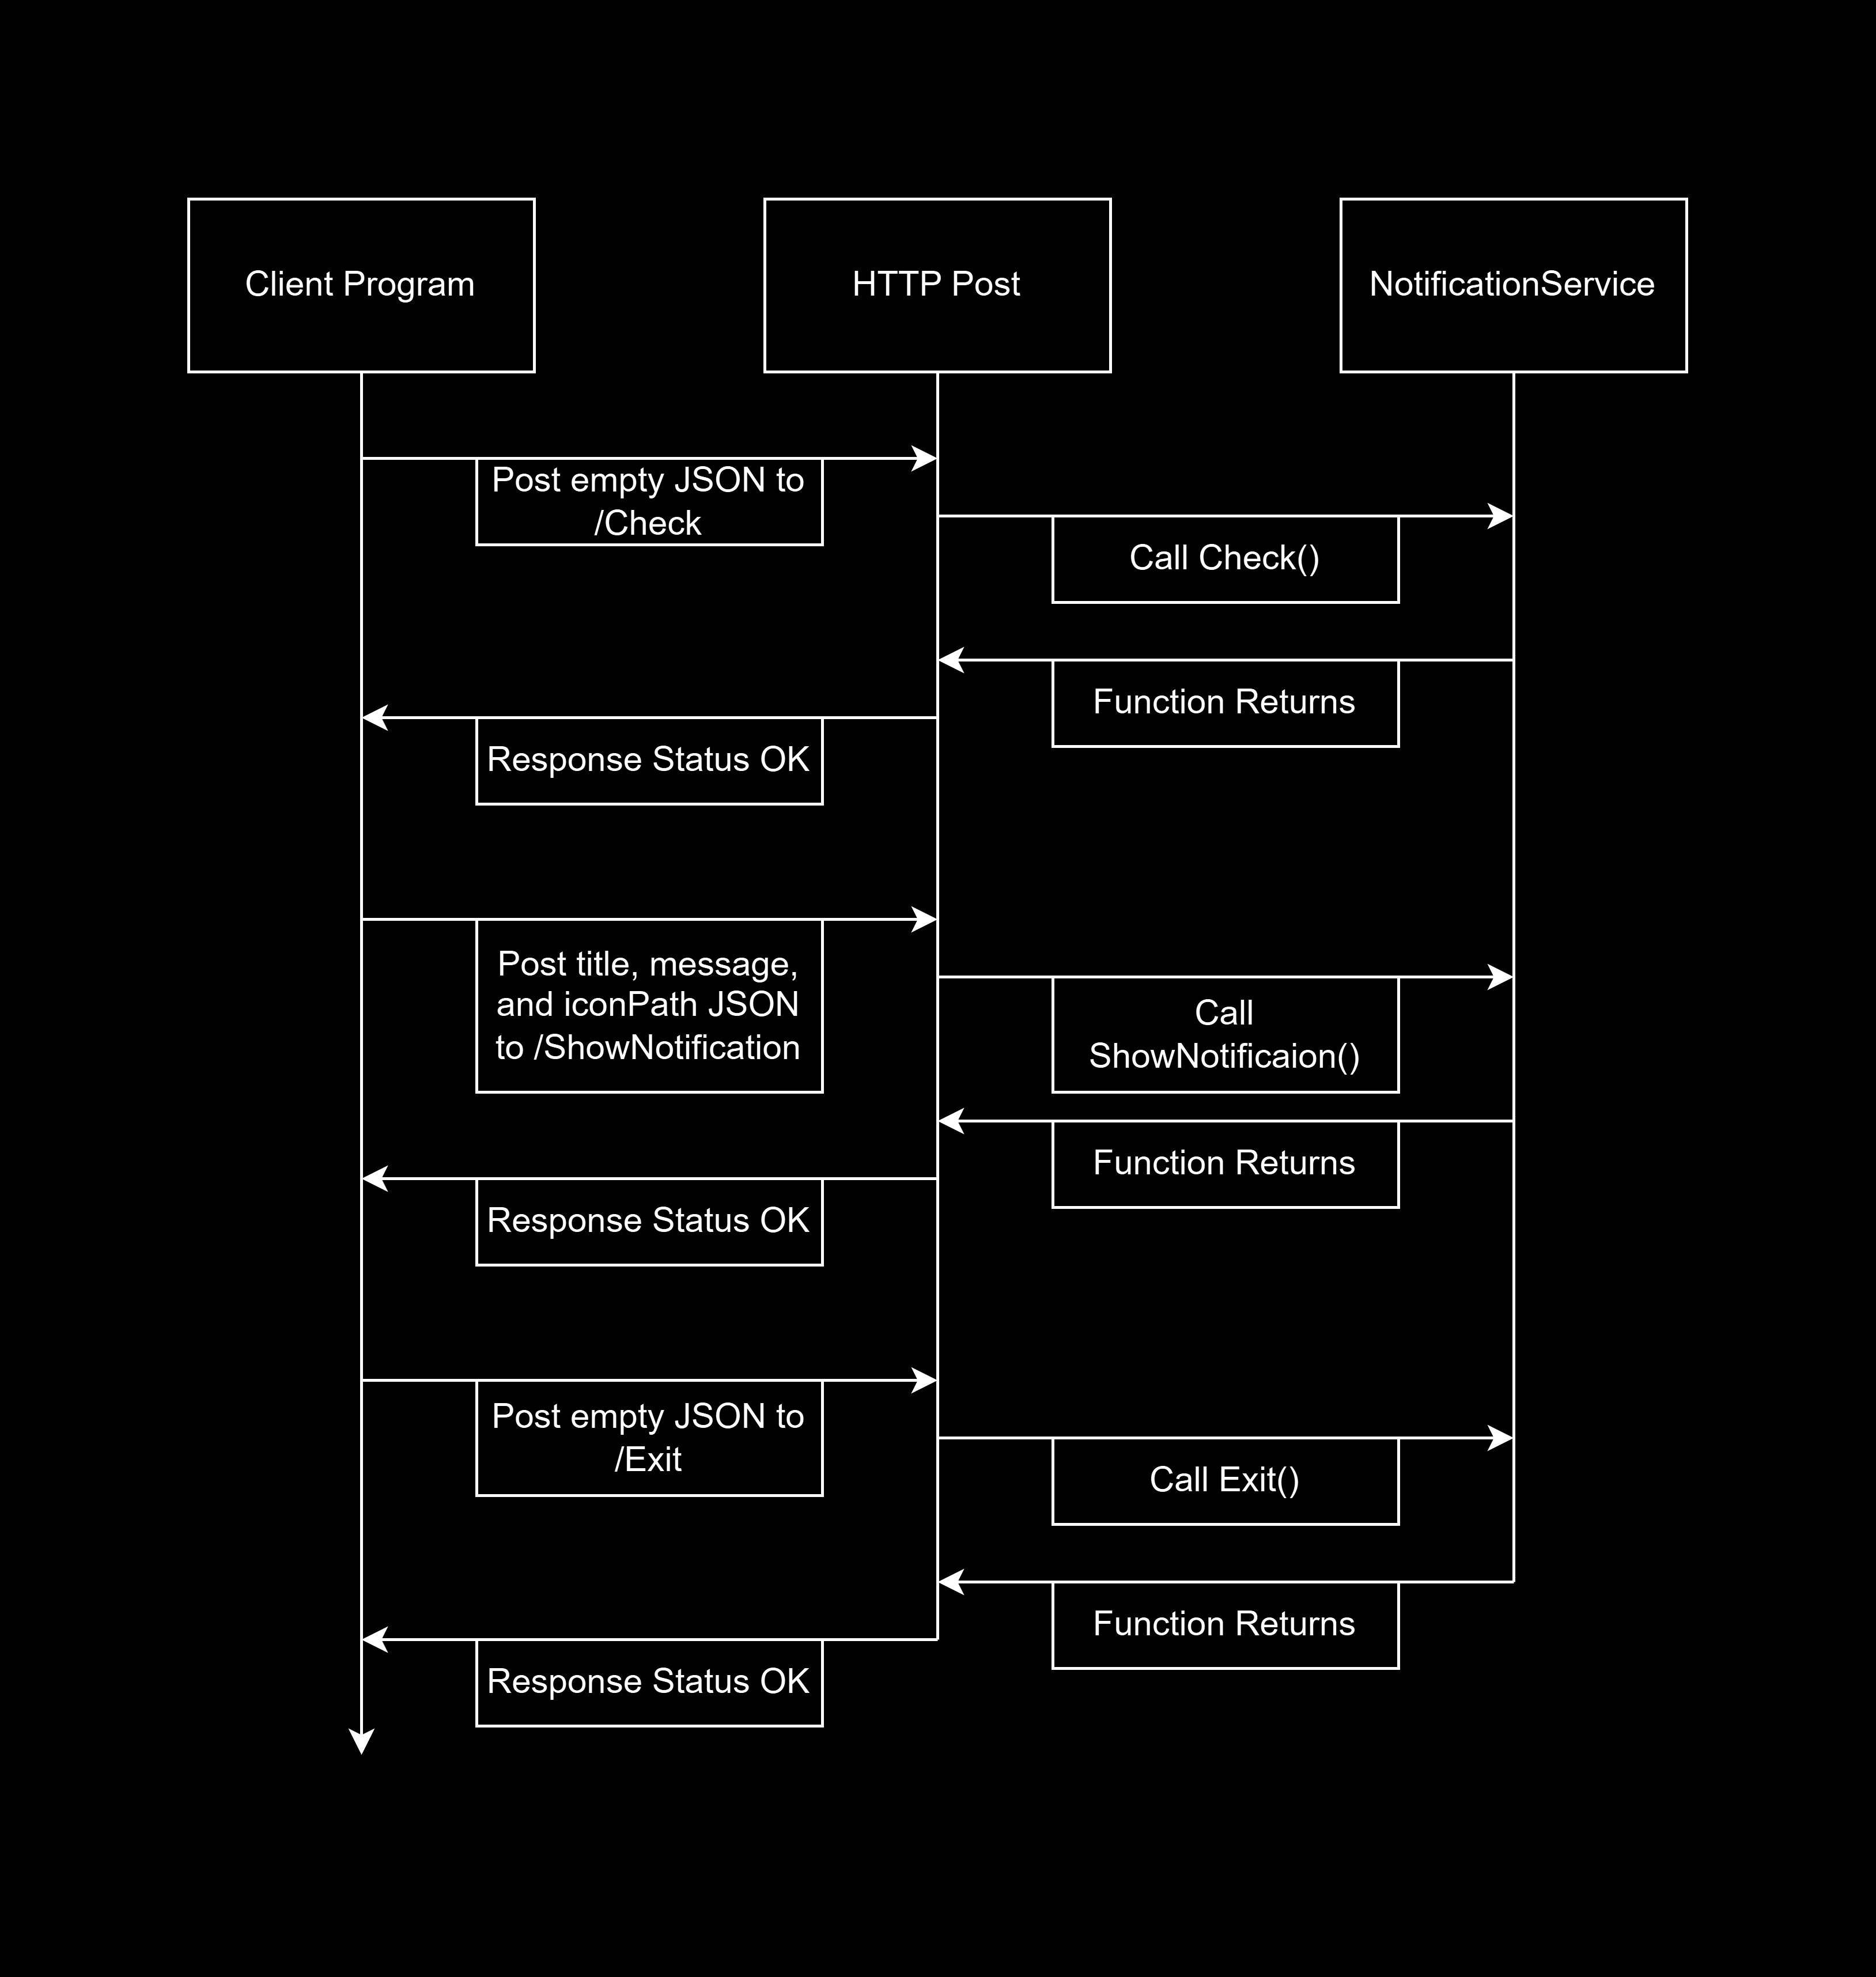 Client Program
HTTP Post
NotificationService
Post empty JSON to
/Check
Call Check()
Function Returns
Response Status OK
Post title, message,
and iconPath JSON
to /ShowNotification
Call
ShowNotificaion()
Function Returns
Response Status OK
Post empty JSON to
/Exit
Call Exit()
Function Returns
Response Status OK